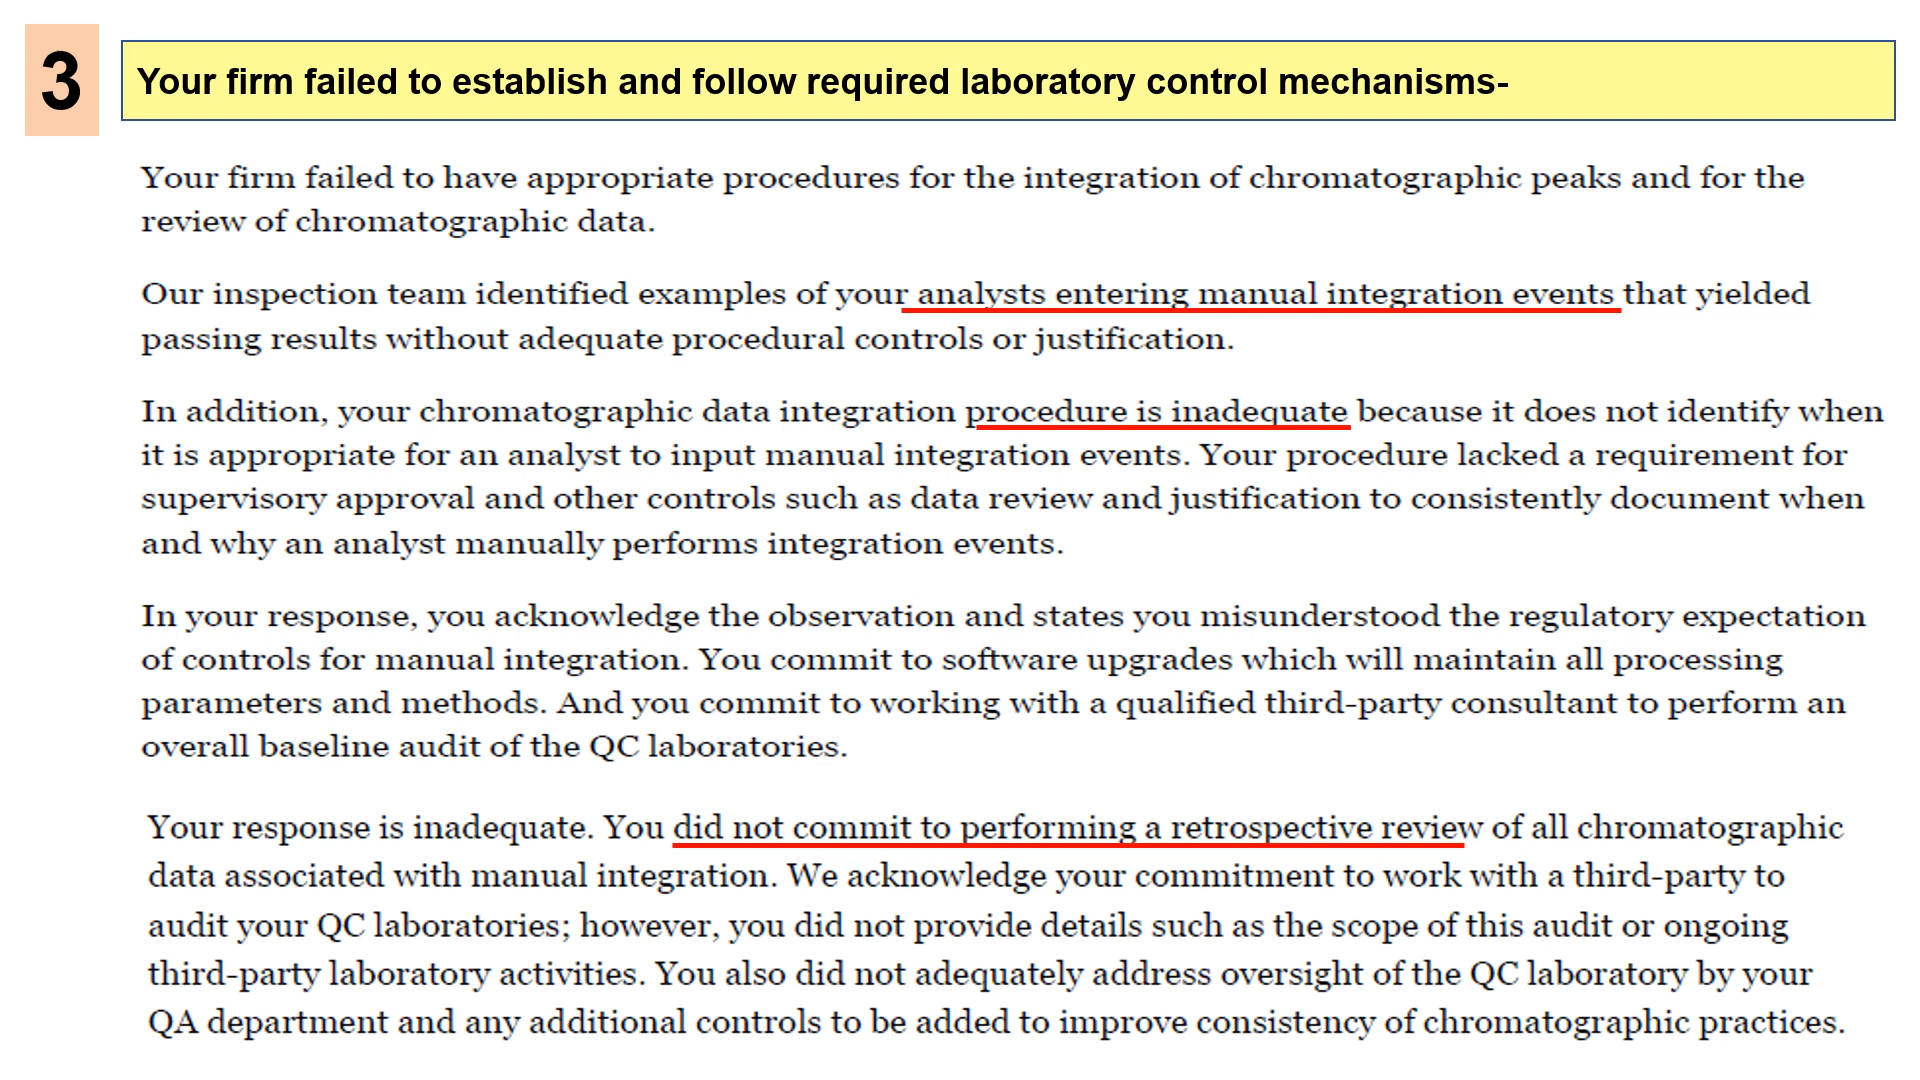 3
Your firm failed to establish and follow required laboratory control mechanisms-
Your firm failed to have appropriate procedures for the integration of chromatographic peaks and for the
review of chromatographic data.
Our inspection team identified examples of your analysts entering manual integration events that yielded
passing results without adequate procedural controls or justification.
In addition, your chromatographic data integration procedure is inadequate because it does not identify when
it is appropriate for an analyst to input manual integration events. Your procedure lacked a requirement for
supervisory approval and other controls such as data review and justification to consistently document when
and why an analyst manually performs integration events.
In your response, you acknowledge the observation and states you misunderstood the regulatory expectation
of controls for manual integration. You commit to software upgrades which will maintain all processing
parameters and methods. And you commit to working with a qualified third-party consultant to perform an
overall baseline audit of the QC laboratories.
Your response is inadequate. You did not commit to performing a retrospective review of all chromatographic
data associated with manual integration. We acknowledge your commitment to work with a third-party to
audit your QC laboratories; however, you did not provide details such as the scope of this audit or ongoing
third-party laboratory activities. You also did not adequately address oversight of the QC laboratory by your
QA department and any additional controls to be added to improve consistency of chromatographic practices.